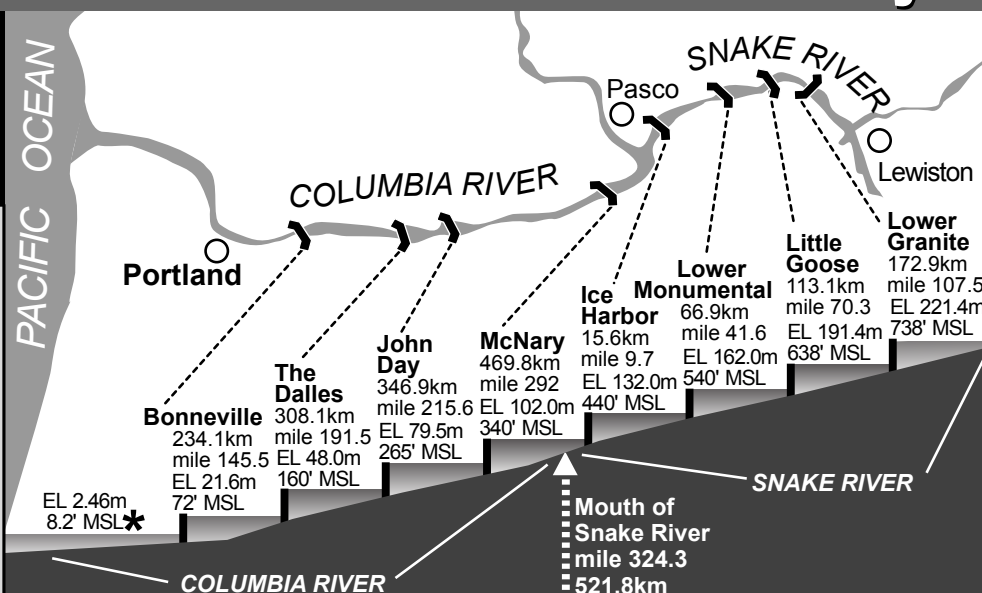 PACIFIC OCEAN
COLUMBIA RIVER
SNAKE RIVER
Pasco
Lewiston
Portland
EL 2.46m
8.2' MSL*
Bonneville
234.1km
mile 145.5
EL 21.6m
72' MSL
The
Dalles
308.1km
mile 191.5
EL 48.0m
160' MSL
John
Day
346.9km
mile 215.6
EL 79.5m
265' MSL
McNary
469.8km
mile 292
EL 102.0m
340' MSL
Ice
Harbor
15.6km
mile 9.7
EL 132.0m
440' MSL
Lower
Monumental
66.9km
mile 41.6
EL 162.0m
540' MSL
Little
Goose
113.1km
mile 70.3
EL 191.4m
638' MSL
Lower
Granite
172.9km
mile 107.5
EL 221.4m
738' MSL
SNAKE RIVER
Mouth of
Snake River
mile 324.3
521.8km
COLUMBIA RIVER